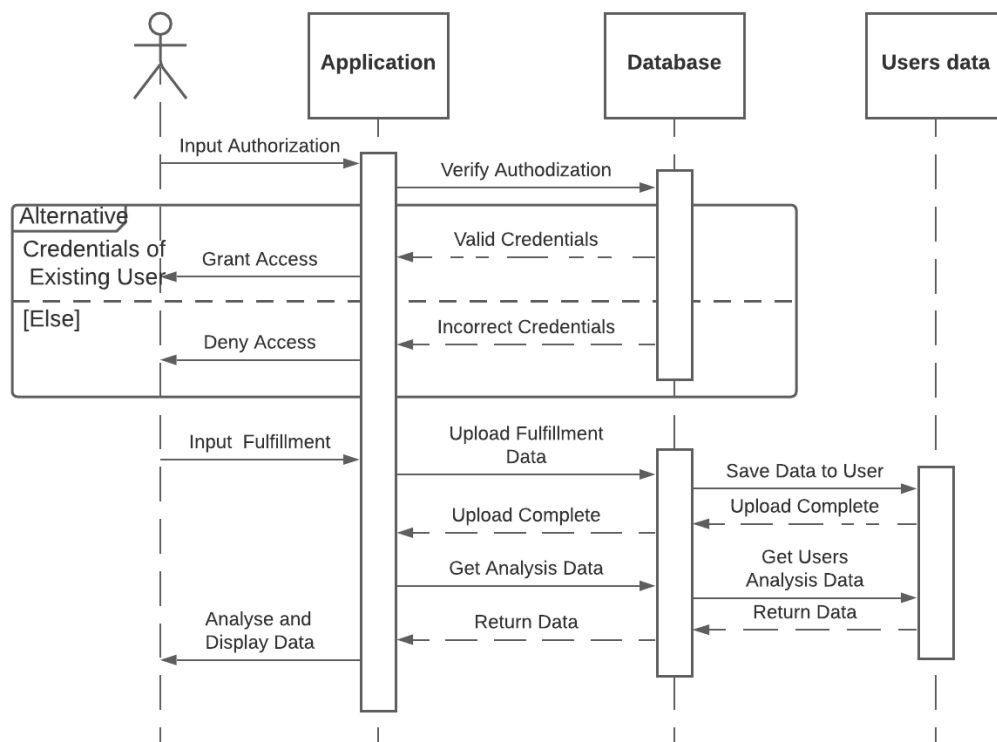 Application
Database
Users data
Input Authorization
Verify Authodization
Alternative
Credentials of
Existing User
Valid Credentials
Grant Access
[Else]
Incorrect Credentials
Deny Access
Input Fulfillment
Upload Fulfillment
Data
Save Data to User
Upload Complete
Upload Complete
Get Users
Analysis Data
Get Analysis Data
Return Data
Return Data
Analyse and
Display Data